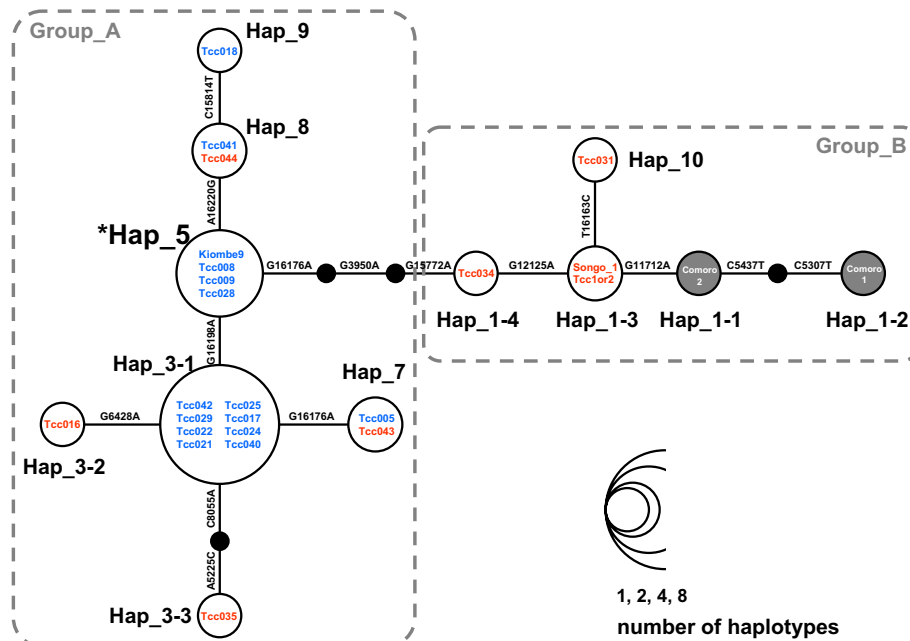 Group_A
Hap_9
Tcc018
C15814T
Hap_8
Tcc041
Tcc044
A16220G
*Hap_5
Kiombe9
Tcc008
Tcc009
Tcc028
G16176A
G3950A
G15772A
Group_B
Hap_10
Tcc031
T16163C
Tcc034
G12125A
Songo_1
Tcc1or2
G11712A
Comoro
2
C5437T
C5307T
Comoro
1
Hap_1-4
Hap_1-3
Hap_1-1
Hap_1-2
G16198A
Hap_3-1
Hap_7
Tcc042 Tcc025
Tcc029 Tcc017
Tcc022 Tcc024
Tcc021 Tcc040
G16176A
Tcc005
Tcc043
Tcc016
G6428A
Hap_3-2
C8055A
A5225C
Hap_3-3
Tcc035
1, 2, 4, 8
number of haplotypes